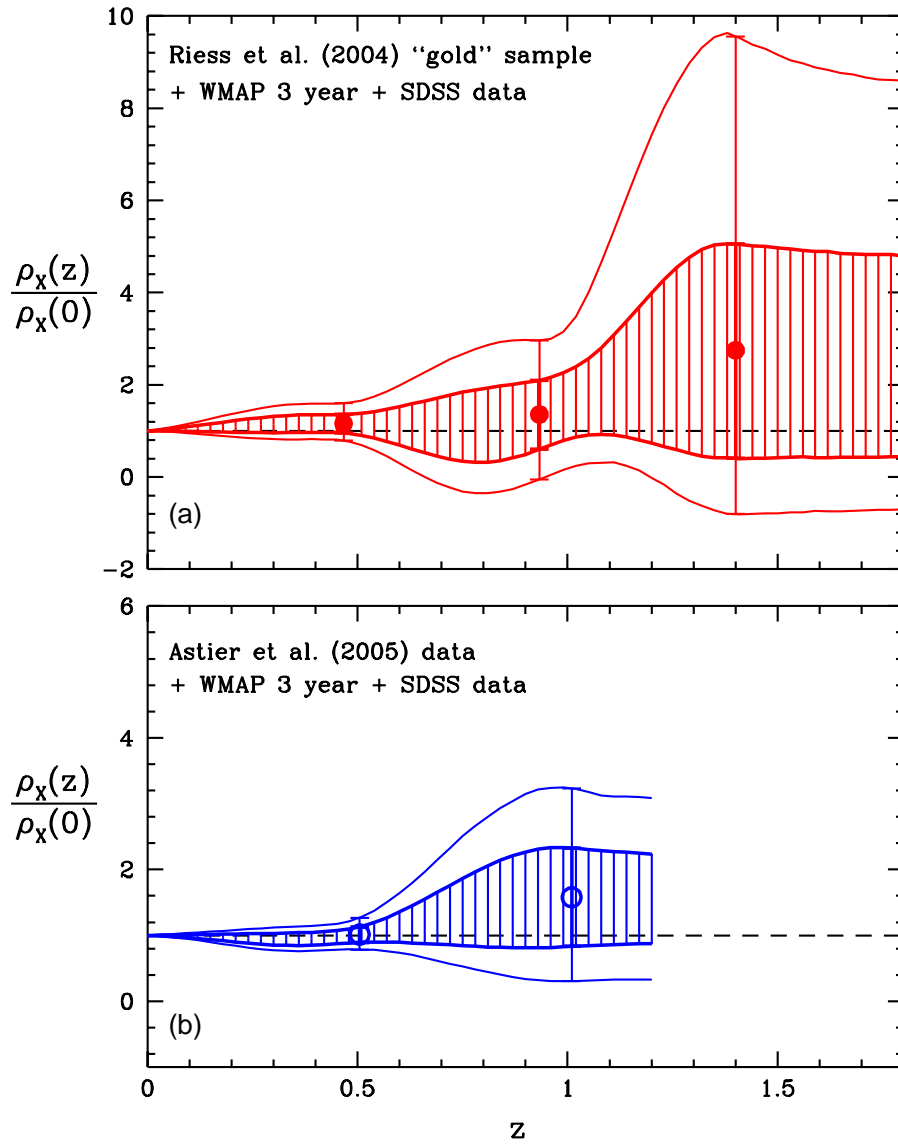 10
Riess et al. (2004) “gold” sample
+ WMAP 3 year + SDSS data
8
6
ρX(z)
ρX(0)
4
2
0
(a)
−2
6
Astier et al. (2005) data
+ WMAP 3 year + SDSS data
4
ρX(z)
ρX(0)
2
0
(b)
0 0.5 1 1.5
z